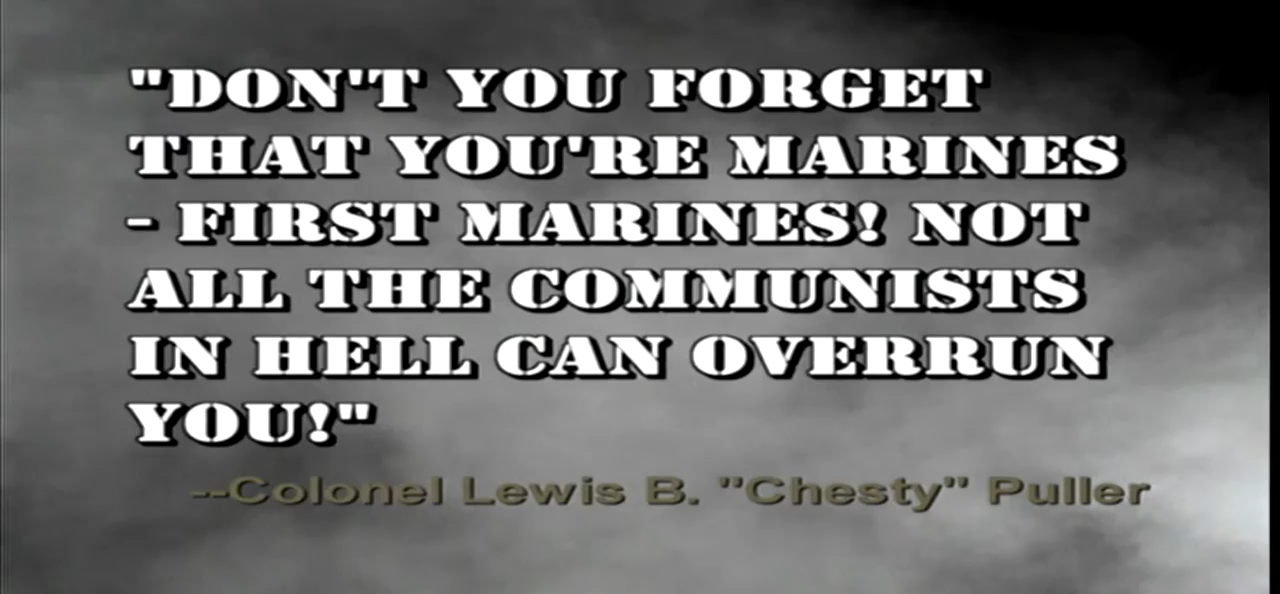 "DON'T YOU FORGET
THAT YOU'RE MARINES
- FIRST MARINES! NOT
ALL THE COMMUNISTS
IN HELL CAN OVERRUN
YOU!"
--Colonel Lewis B. "Chesty" Puller